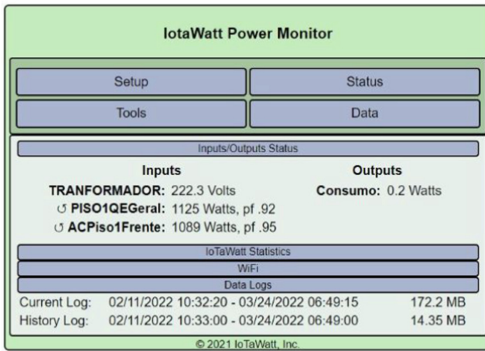 IotaWatt Power Monitor
Setup Status
Tools Data
Inputs/Outputs Status
Inputs Outputs
TRANFORMADOR: 222.3 Volts Consumo: 0.2 Watts
↺ PISO1QEGeral: 1125 Watts, pf .92
↺ ACPiso1Frente: 1089 Watts, pf .95
IoTaWatt Statistics
WiFi
Data Logs
Current Log: 02/11/2022 10:32:20 - 03/24/2022 06:49:15 172.2 MB
History Log: 02/11/2022 10:33:00 - 03/24/2022 06:49:00 14.35 MB
© 2021 IoTaWatt, Inc.